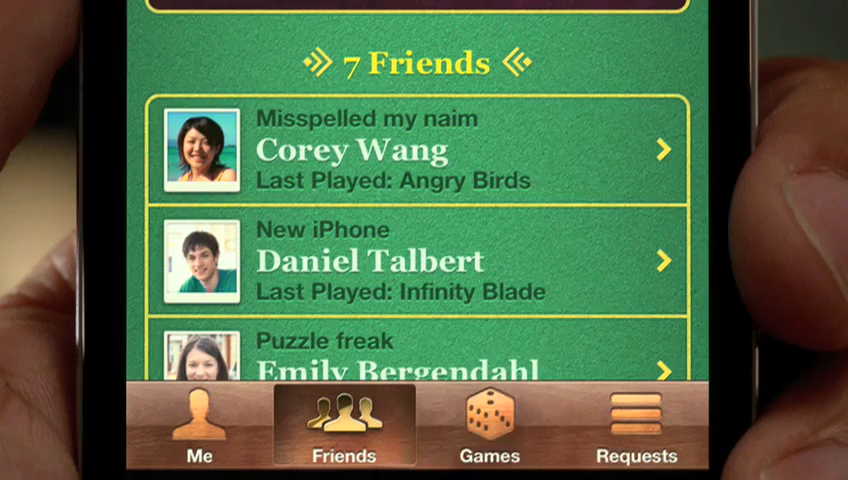 7 Friends
Misspelled my naim
Corey Wang
Last Played: Angry Birds
New iPhone
Daniel Talbert
Last Played: Infinity Blade
Puzzle freak
Emily Bergendahl
Me
Friends
Games
Requests